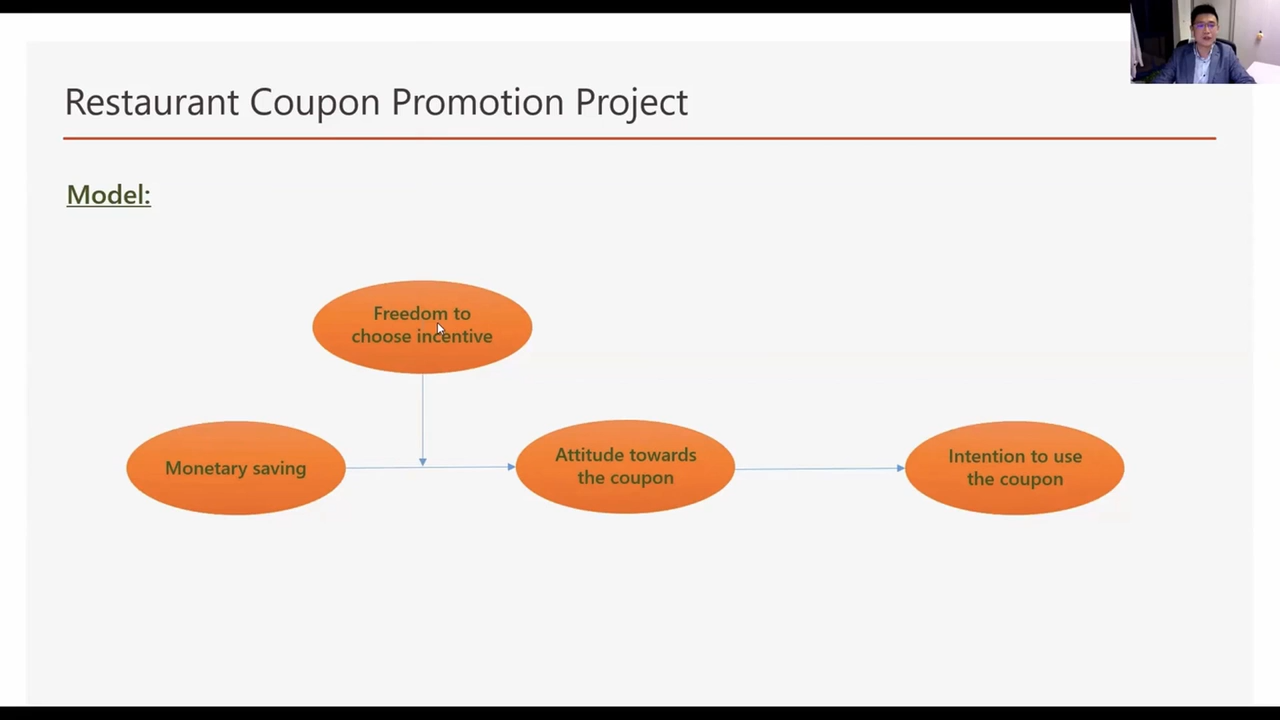 Restaurant Coupon Promotion Project
Model:
Freedom to
choose incentive
Monetary saving
Attitude towards
the coupon
Intention to use
the coupon